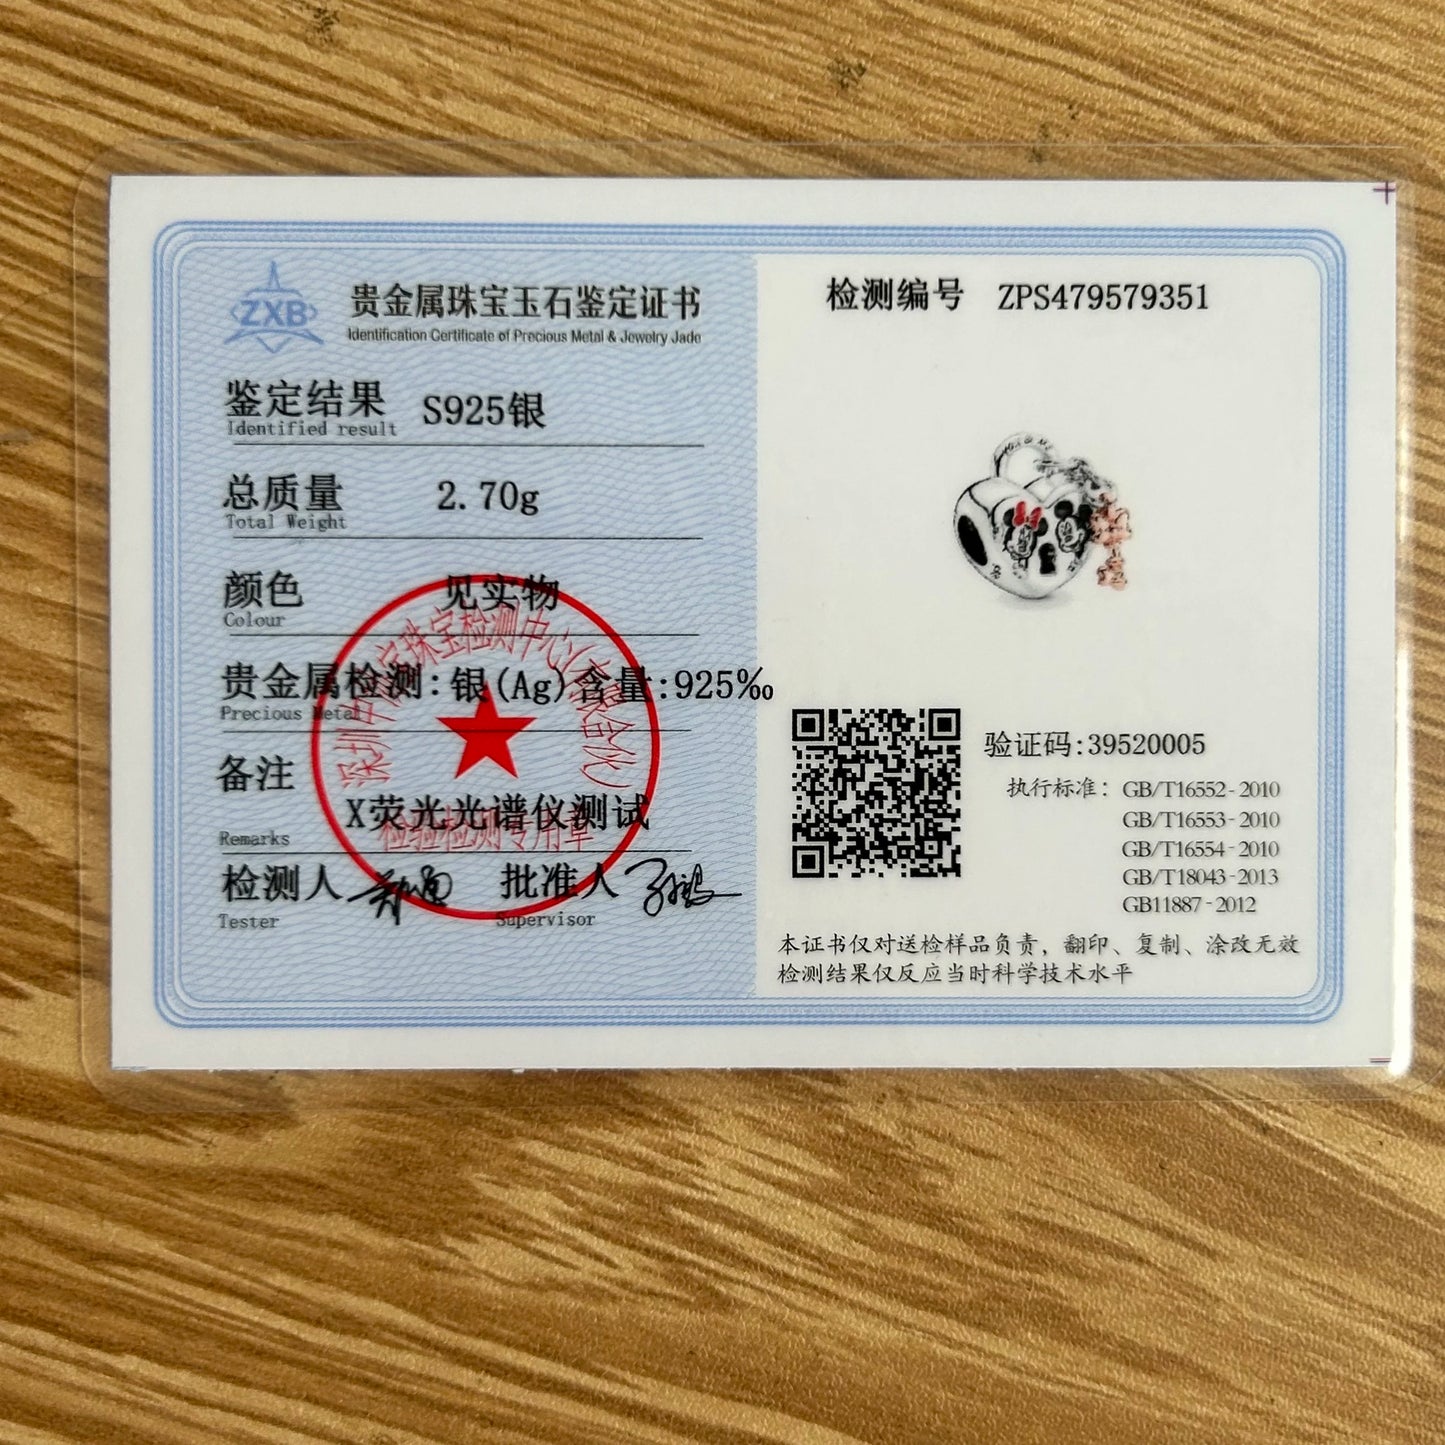 ZXB
贵金属珠宝玉石鉴定证书
Identification Certificate of Precious Metal & Jewelry Jade
检测编号 ZPS479579351
鉴定结果 S925银
Identified result
总质量 2.70g
Total Weight
颜色 见实物
Colour
贵金属检测:银(Ag)含量:925‰
Precious Metal
备注
X荧光光谱仪测试
Remarks
检测人 批准人
Tester Supervisor
检验检测专用章
验证码:39520005
执行标准: GB/T16552-2010
GB/T16553-2010
GB/T16554-2010
GB/T18043-2013
GB11887-2012
本证书仅对送检样品负责,翻印、复制、涂改无效
检测结果仅反应当时科学技术水平